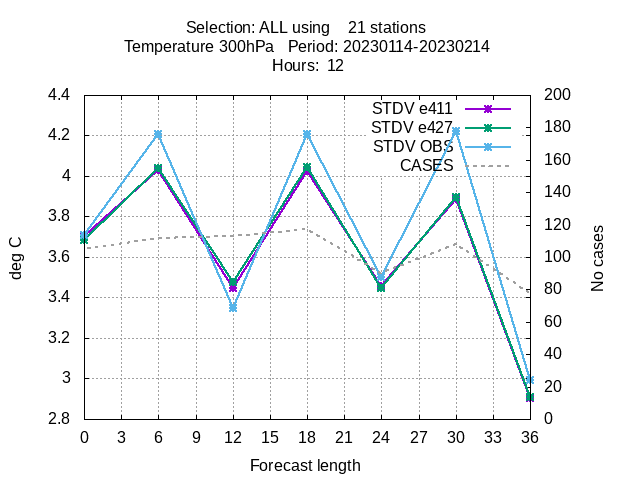 Selection: ALL using    21 stations
Temperature 300hPa   Period: 20230114-20230214
Hours:  12
STDV e411
STDV e427
STDV OBS
CASES
4.4
4.2
4
3.8
3.6
3.4
3.2
3
2.8
deg C
200
180
160
140
120
100
80
60
40
20
0
No cases
0 3 6 9 12 15 18 21 24 27 30 33 36
Forecast length